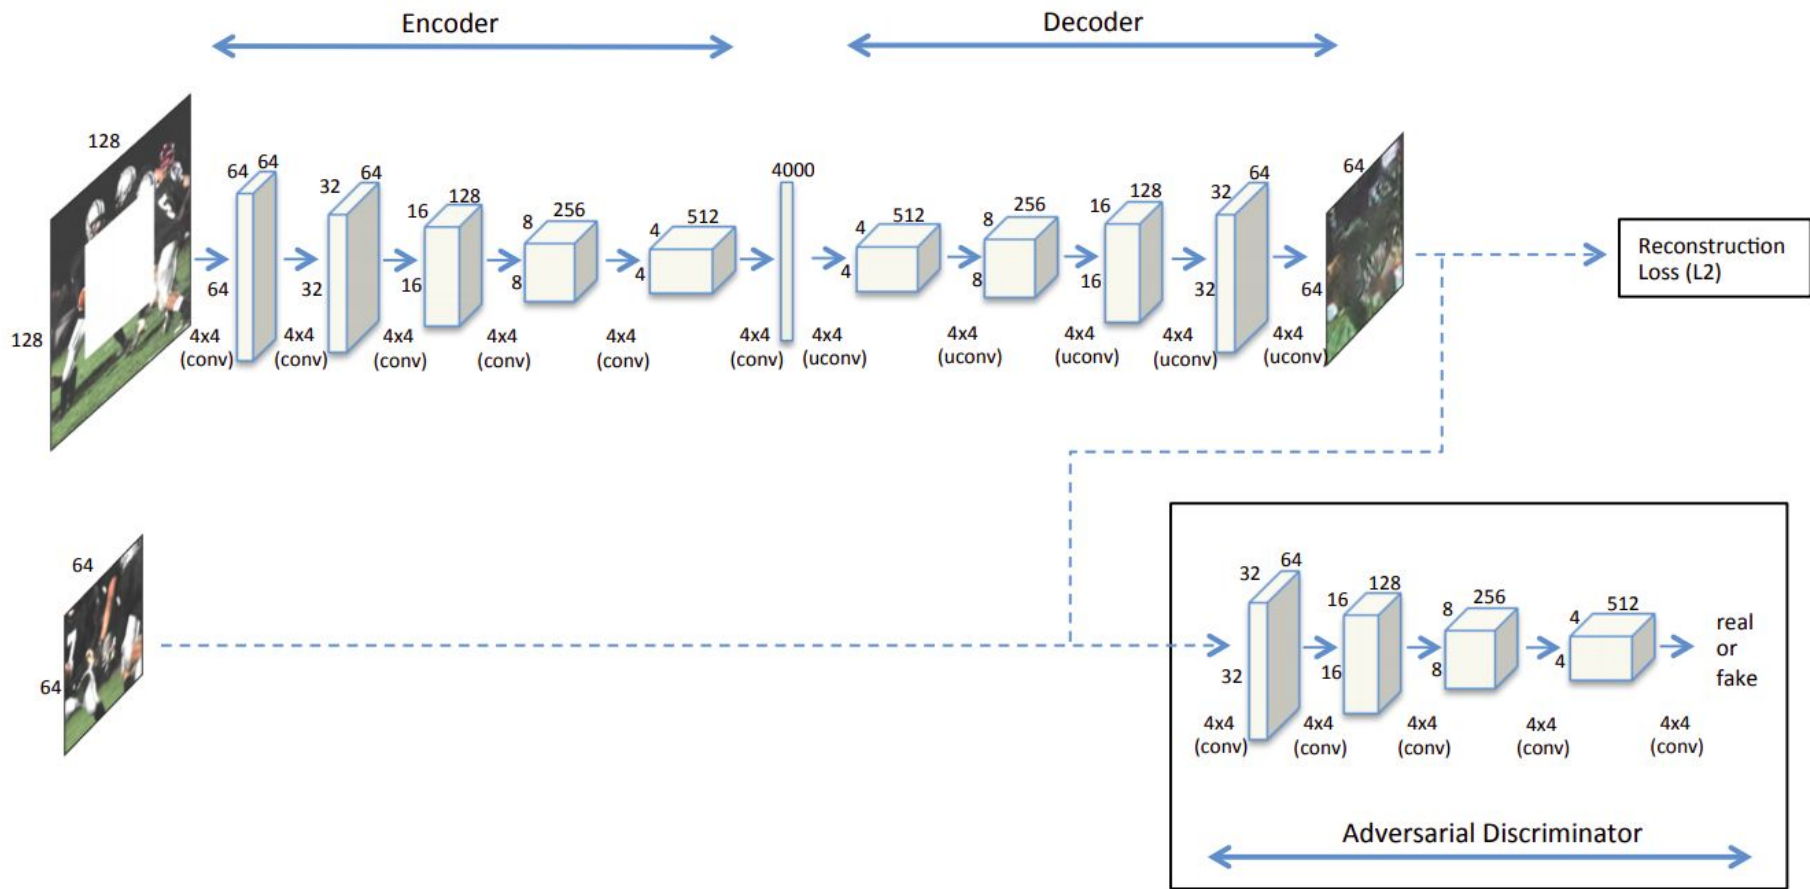 Encoder
Decoder
128
128
64 64
64
4x4
(conv)
32 64
32
4x4
(conv)
16 128
16
4x4
(conv)
8 256
8
4x4
(conv)
4 512
4
4x4
(conv)
4000
4x4
(conv)
4 512
4
4x4
(uconv)
8 256
8
4x4
(uconv)
16 128
16
4x4
(uconv)
32 64
32
4x4
(uconv)
64
64
4x4
(uconv)
Reconstruction
Loss (L2)
64
64
32 64
32
4x4
(conv)
16 128
16
4x4
(conv)
8 256
8
4x4
(conv)
4 512
4
4x4
(conv)
real
or
fake
4x4
(conv)
Adversarial Discriminator